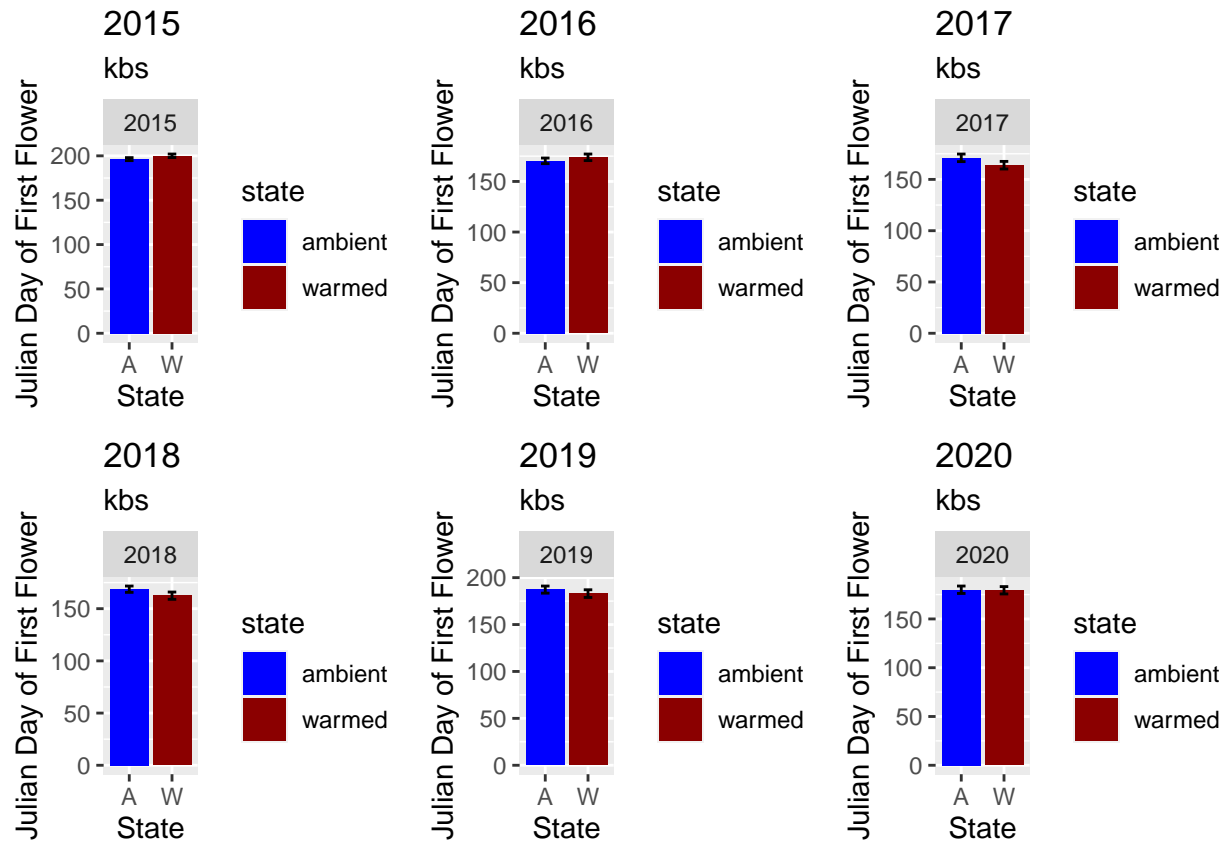 2015
kbs
2015
Julian Day of First Flower
200
150
100
50
0
A W
State
state
ambient
warmed
2016
kbs
2016
Julian Day of First Flower
150
100
50
0
A W
State
state
ambient
warmed
2017
kbs
2017
Julian Day of First Flower
150
100
50
0
A W
State
state
ambient
warmed
2018
kbs
2018
Julian Day of First Flower
150
100
50
0
A W
State
state
ambient
warmed
2019
kbs
2019
Julian Day of First Flower
200
150
100
50
0
A W
State
state
ambient
warmed
2020
kbs
2020
Julian Day of First Flower
150
100
50
0
A W
State
state
ambient
warmed